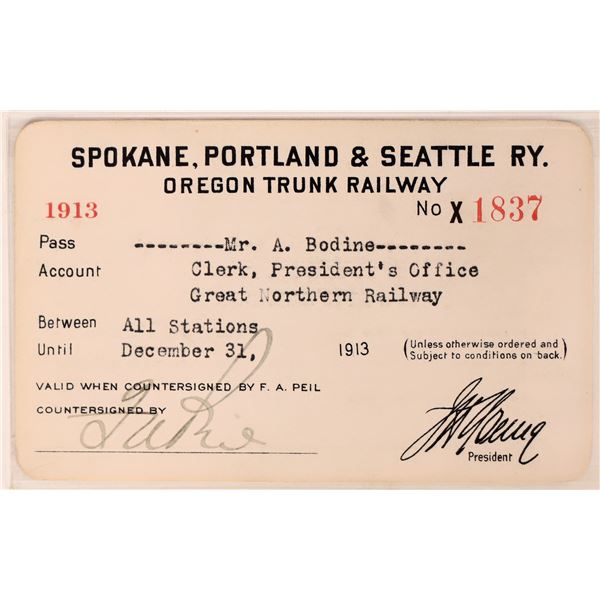 SPOKANE, PORTLAND & SEATTLE RY.
OREGON TRUNK RAILWAY
1913 No X 1837
Pass --------Mr. A. Bodine--------
Account Clerk, President's Office
Great Northern Railway
Between All Stations
Until December 31, 1913 (Unless otherwise ordered and
Subject to conditions on back.)
VALID WHEN COUNTERSIGNED BY F. A. PEIL
COUNTERSIGNED BY
President